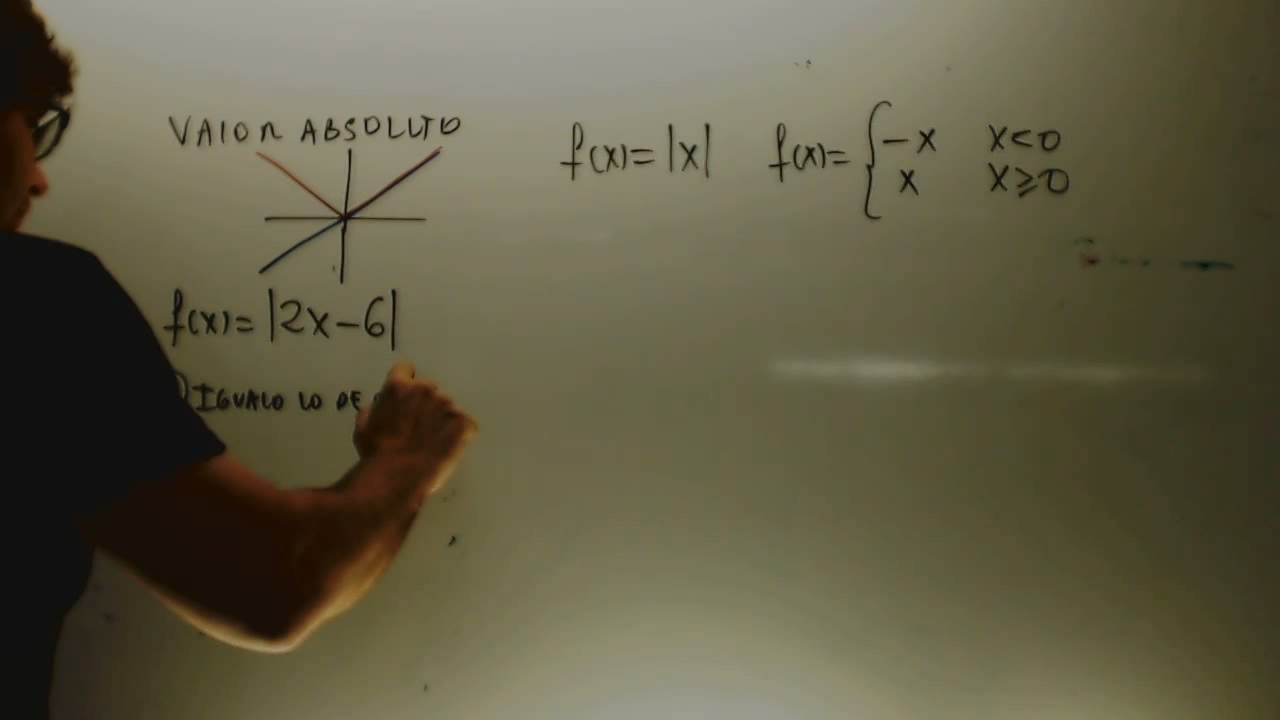 VALOR ABSOLUTO
f(x)=|x| f(x)={-x x<0
x x≥0
f(x)=|2x-6|
IGUALO LO DE